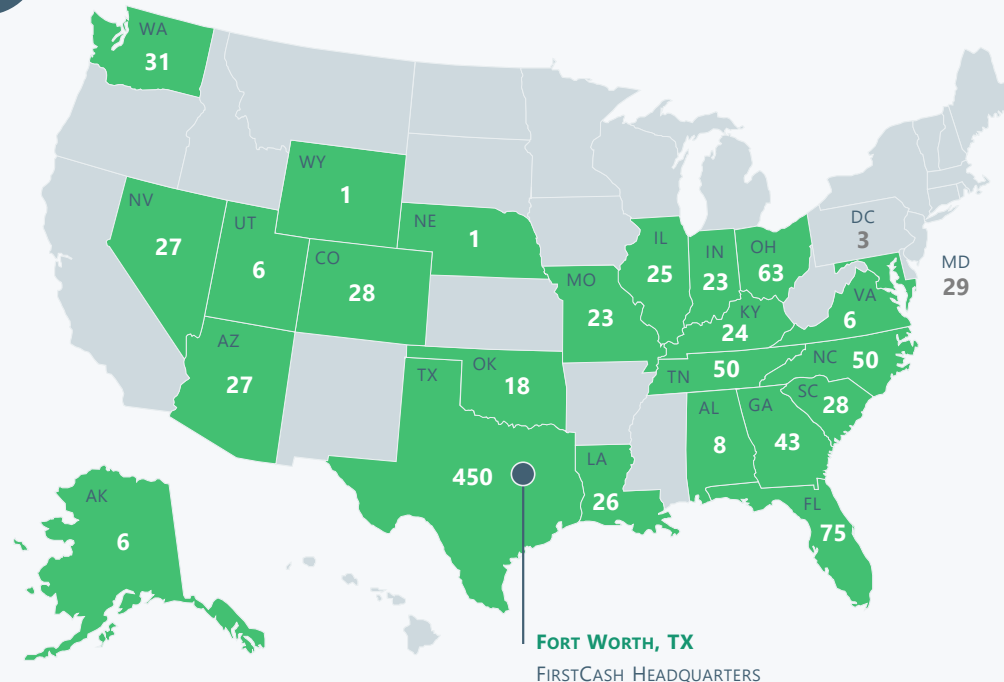 WA
31
WY
1
NV
27
UT
6
NE
1
CO
28
IL
25
IN
23
OH
63
DC
3
MD
29
MO
23
KY
24
VA
6
AZ
27
TX
450
OK
18
TN
50
NC
50
SC
28
AL
8
GA
43
LA
26
FL
75
AK
6
FORT WORTH, TX
FIRSTCASH HEADQUARTERS